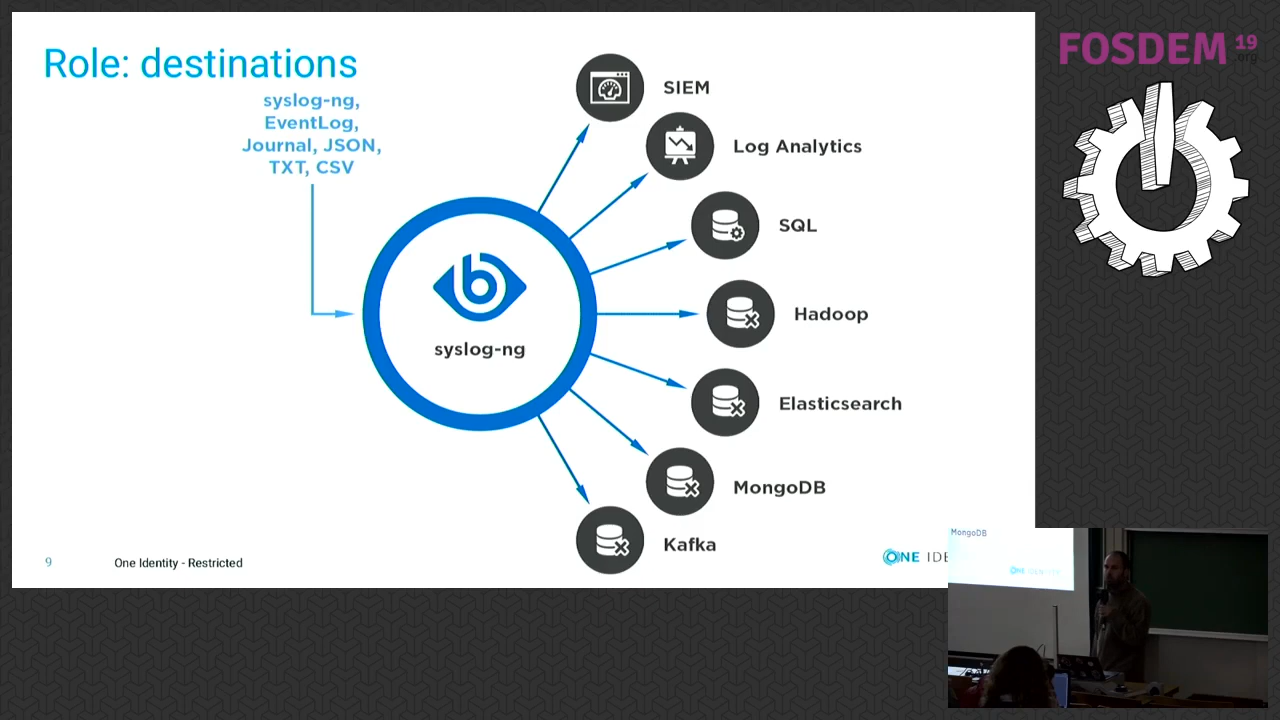 Role: destinations
syslog-ng,
EventLog,
Journal, JSON,
TXT, CSV
syslog-ng
SIEM
Log Analytics
SQL
Hadoop
Elasticsearch
MongoDB
Kafka
9
One Identity - Restricted
ONE IDE
FOSDEM 19
.org
MongoDB